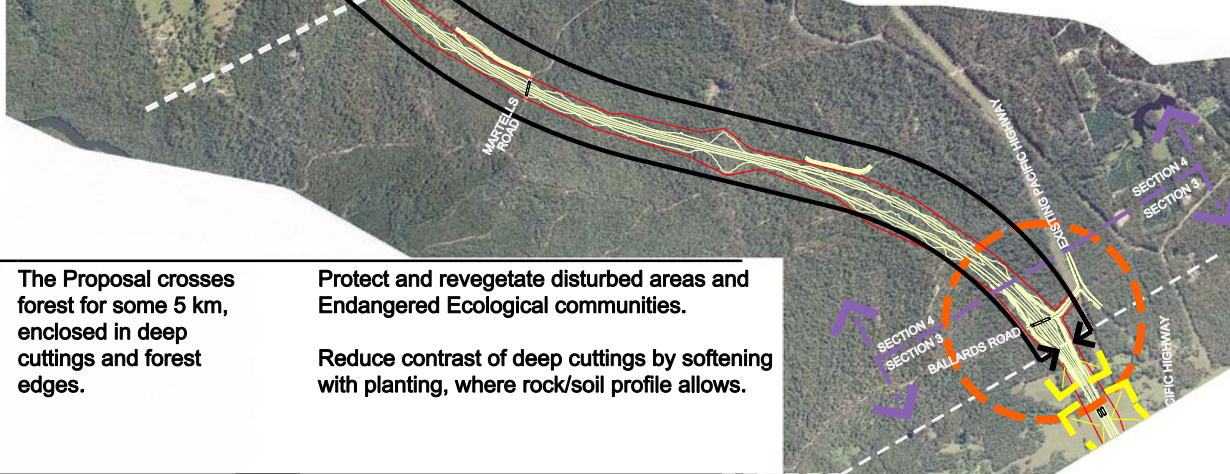 MARTELLS
ROAD
EXISTING PACIFIC HIGHWAY
SECTION 4
SECTION 3
The Proposal crosses
forest for some 5 km,
enclosed in deep
cuttings and forest
edges.
Protect and revegetate disturbed areas and
Endangered Ecological communities.
Reduce contrast of deep cuttings by softening
with planting, where rock/soil profile allows.
SECTION 4
SECTION 3
BALLARDS ROAD
CIFIC HIGHWAY